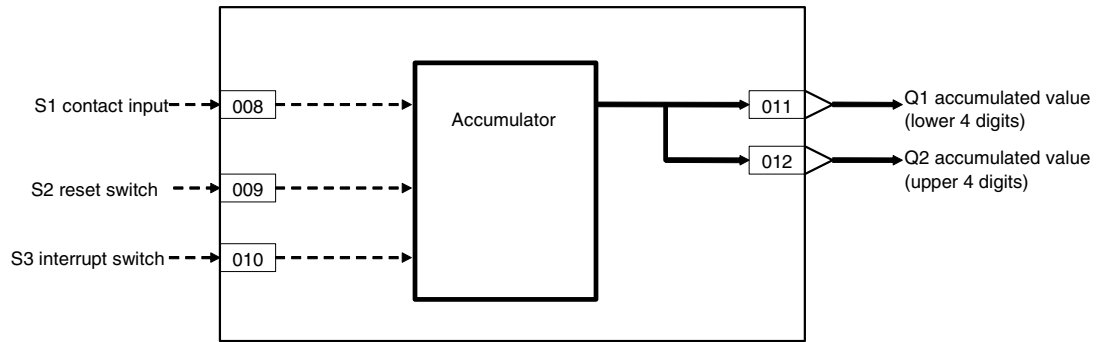 S1 contact input
008
Accumulator
011
Q1 accumulated value
(lower 4 digits)
012
Q2 accumulated value
(upper 4 digits)
S2 reset switch
009
S3 interrupt switch
010